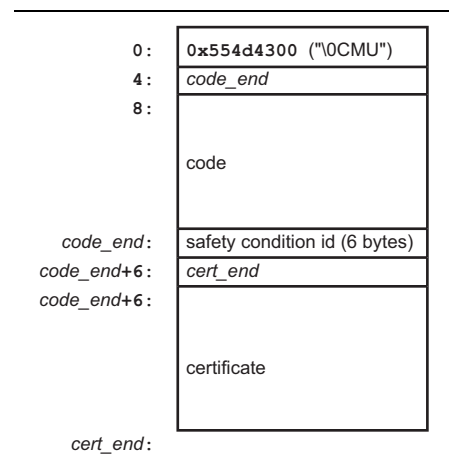 0: 0x554d4300 ("\0CMU")
4: code_end
8:
code
code_end: safety condition id (6 bytes)
code_end+6: cert_end
code_end+6:
certificate
cert_end: